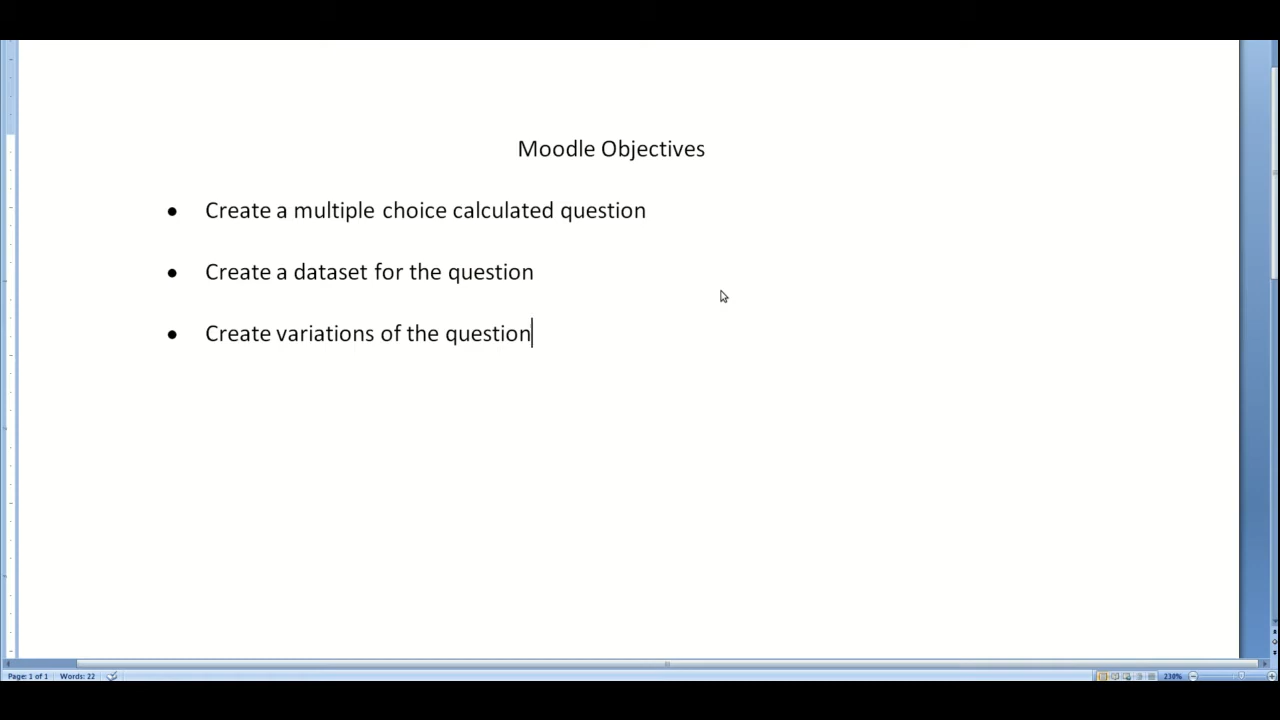 Moodle Objectives
● Create a multiple choice calculated question
● Create a dataset for the question
● Create variations of the question
Page: 1 of 1 Words: 22 230%